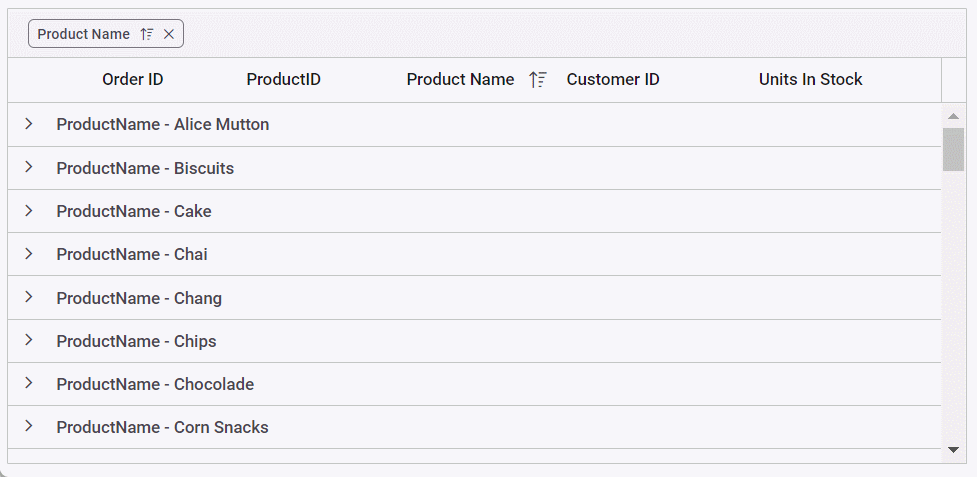 Product Name
Order ID ProductID Product Name Customer ID Units In Stock
ProductName - Alice Mutton
ProductName - Biscuits
ProductName - Cake
ProductName - Chai
ProductName - Chang
ProductName - Chips
ProductName - Chocolade
ProductName - Corn Snacks